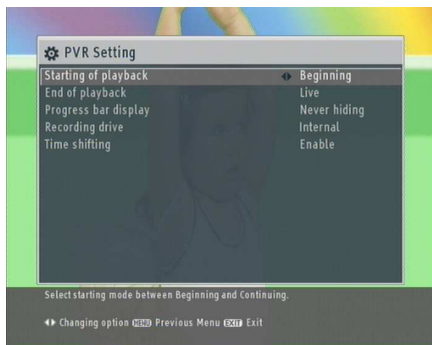 PVR Setting
Starting of playback Beginning
End of playback Live
Progress bar display Never hiding
Recording drive Internal
Time shifting Enable
Select starting mode between Beginning and Continuing.
Changing option MENU Previous Menu EXIT Exit